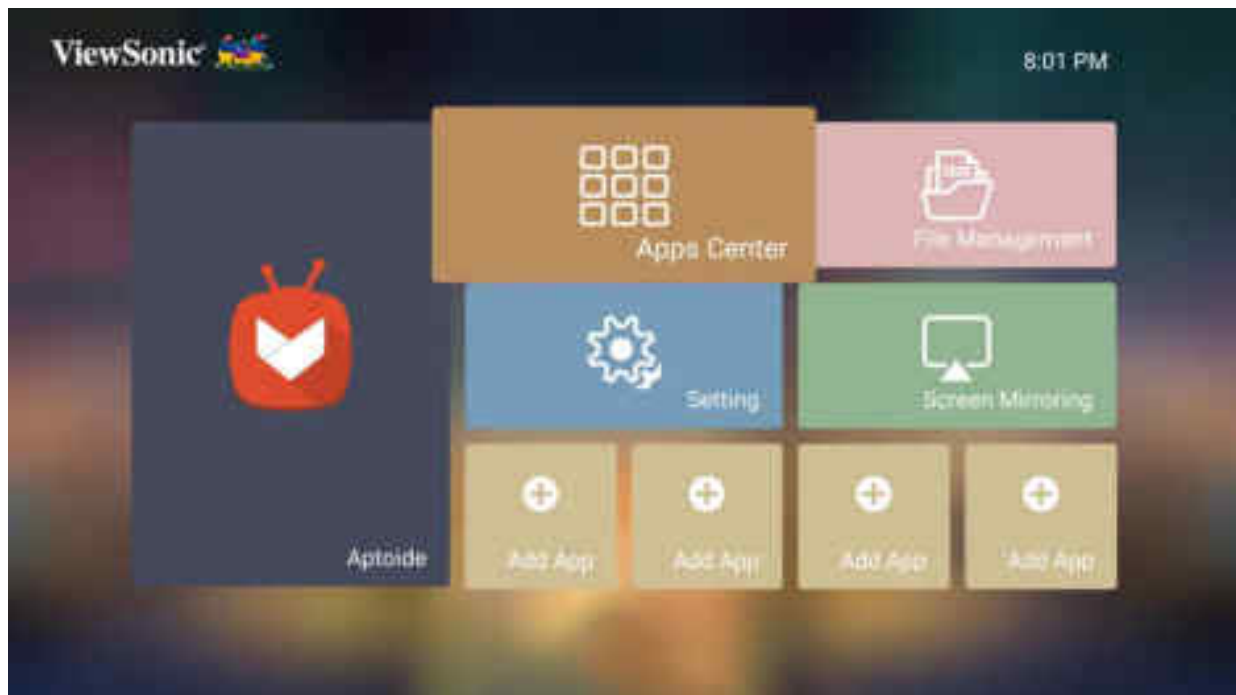 ViewSonic
8:01 PM
Apps Center
File Management
Setting
Screen Mirroring
Aptoide
Add App
Add App
Add App
Add App